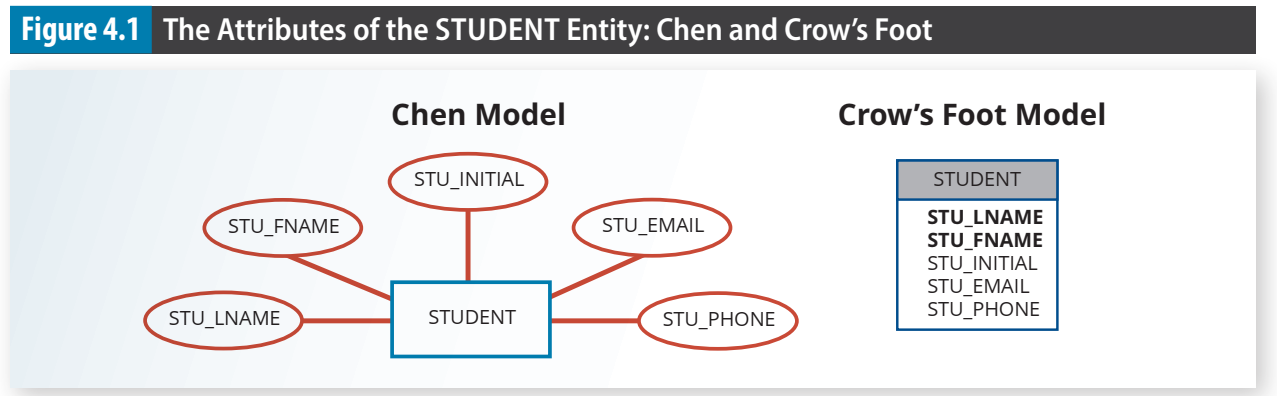 Figure 4.1 The Attributes of the STUDENT Entity: Chen and Crow's Foot
Chen Model
STU_INITIAL
STU_FNAME
STU_EMAIL
STU_LNAME
STUDENT
STU_PHONE
Crow's Foot Model
STUDENT
STU_LNAME
STU_FNAME
STU_INITIAL
STU_EMAIL
STU_PHONE